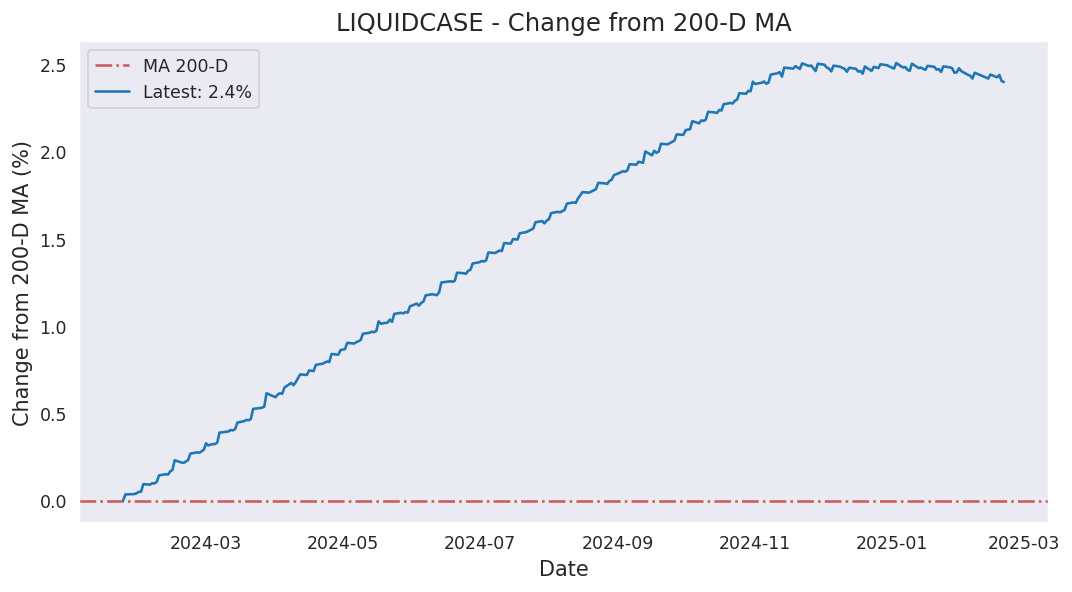 LIQUIDCASE - Change from 200-D MA
MA 200-D
Latest: 2.4%
Change from 200-D MA (%)
2.5
2.0
1.5
1.0
0.5
0.0
2024-03
2024-05
2024-07
2024-09
2024-11
2025-01
2025-03
Date